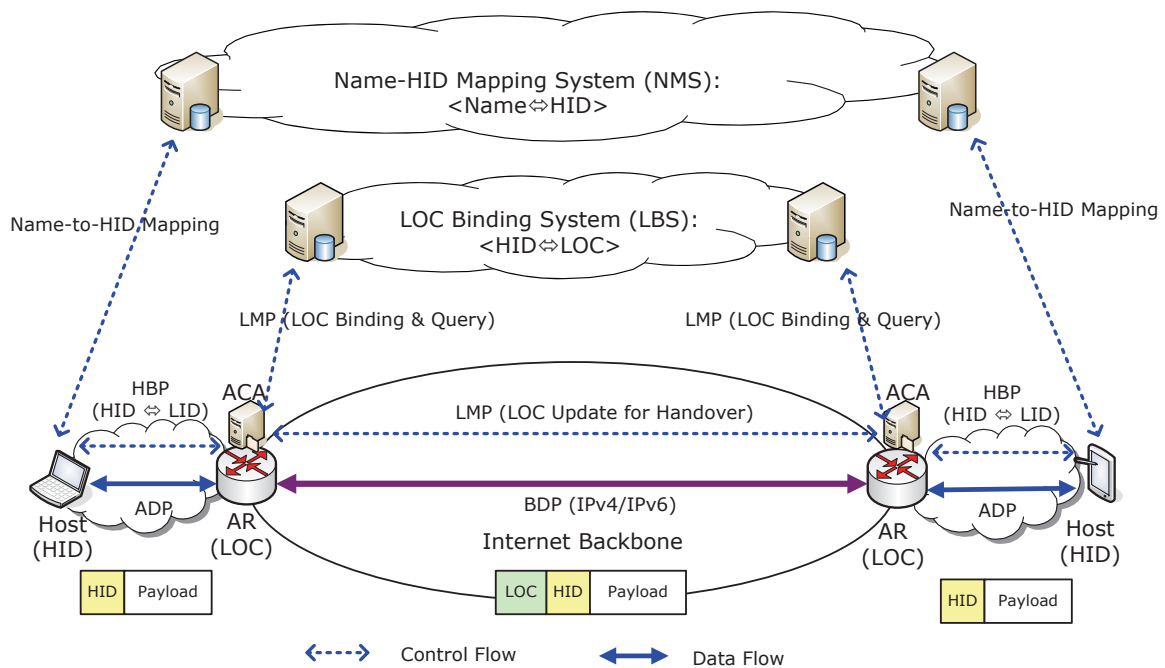 Name-HID Mapping System (NMS):
<Name⇔HID>
Name-to-HID Mapping
Name-to-HID Mapping
LOC Binding System (LBS):
<HID⇔LOC>
LMP (LOC Binding & Query)
LMP (LOC Binding & Query)
HBP
(HID ⇔ LID)
ACA
LMP (LOC Update for Handover)
ACA
HBP
(HID ⇔ LID)
ADP
BDP (IPv4/IPv6)
ADP
Host
(HID)
AR
(LOC)
Internet Backbone
AR
(LOC)
Host
(HID)
HID Payload
LOC HID Payload
HID Payload
Control Flow
Data Flow